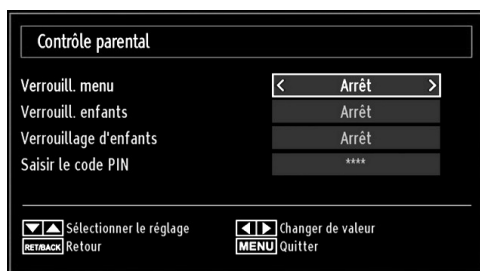 Contrôle parental
Verrouill. menu < Arrêt >
Verrouill. enfants Arrêt
Verrouillage d'enfants Arrêt
Saisir le code PIN ****
Sélectionner le réglage Changer de valeur
RET/BACK Retour MENU Quitter